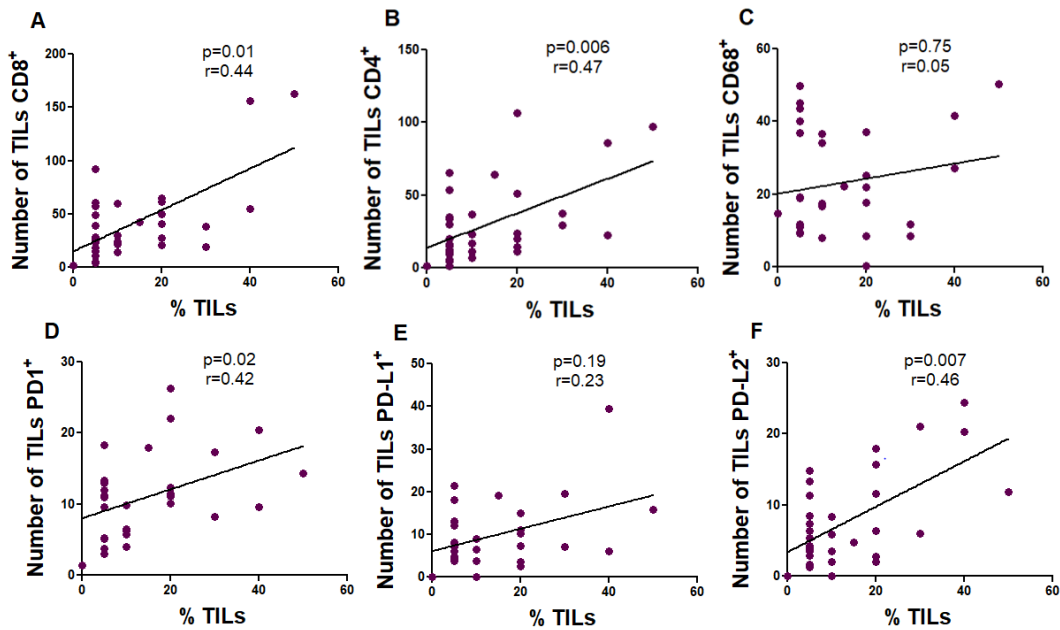 A
p=0.01
r=0.44
Number of TILs CD8+
200
150
100
50
0
0 20 40 60
% TILs
B
p=0.006
r=0.47
Number of TILs CD4+
150
100
50
0
0 20 40 60
% TILs
C
p=0.75
r=0.05
Number of TILs CD68+
60
40
20
0
0 20 40 60
% TILs
D
p=0.02
r=0.42
Number of TILs PD1+
30
20
10
0
0 20 40 60
% TILs
E
p=0.19
r=0.23
Number of TILs PD-L1+
50
40
30
20
10
0
0 20 40 60
% TILs
F
p=0.007
r=0.46
Number of TILs PD-L2+
30
20
10
0
0 20 40 60
% TILs